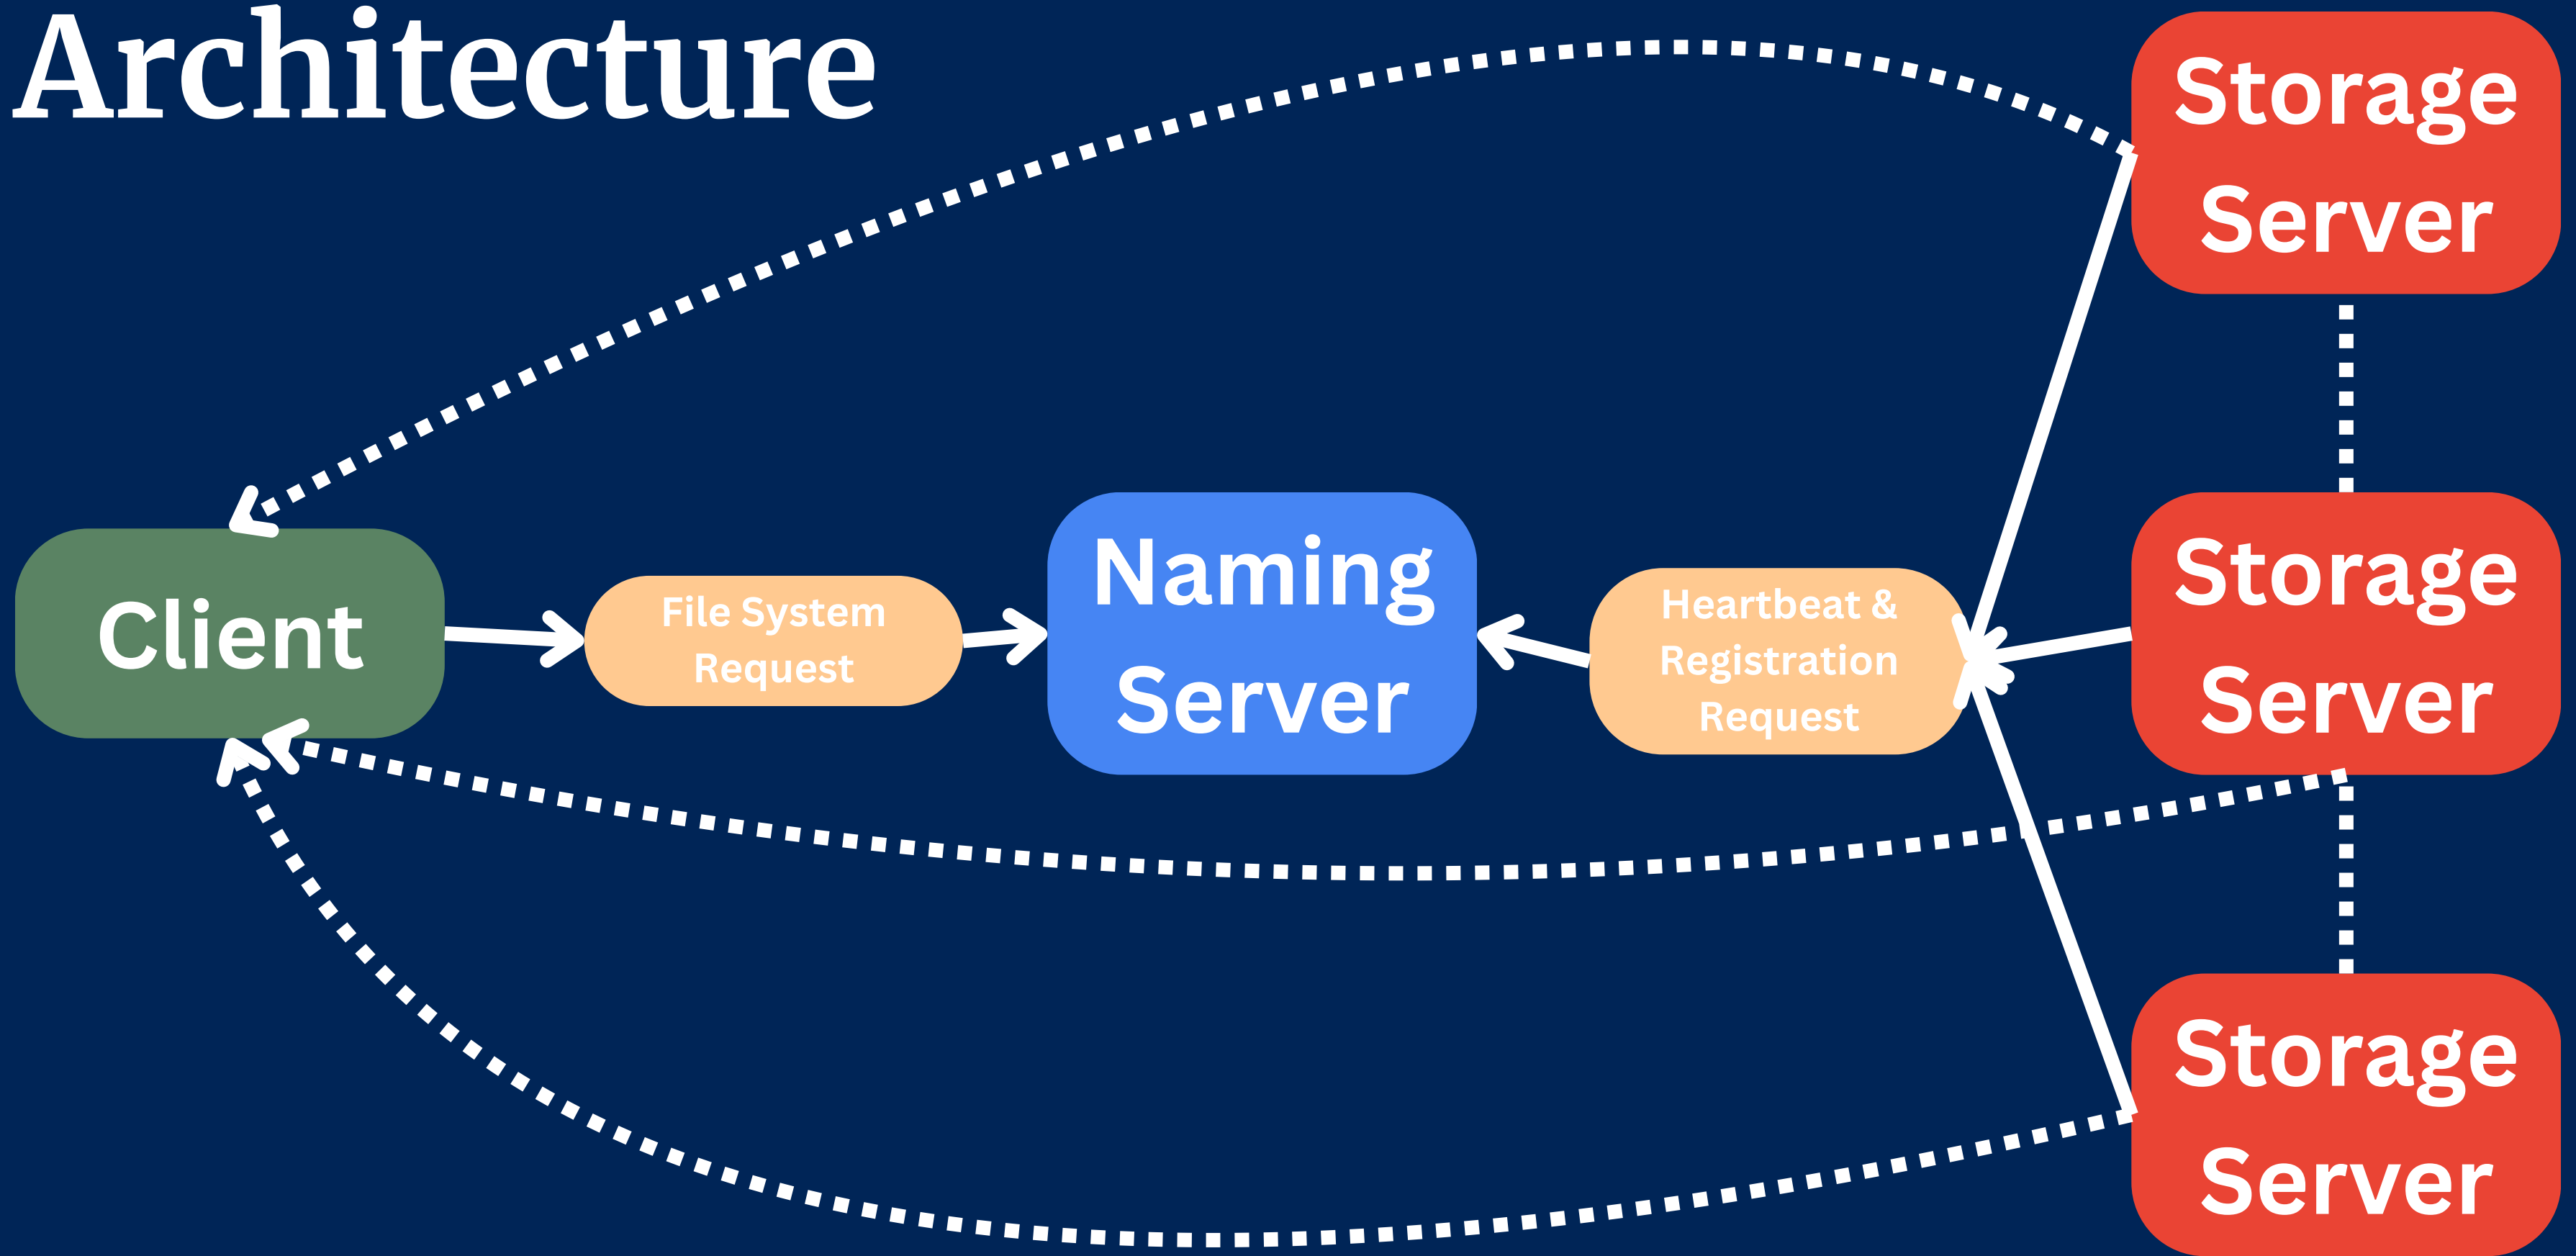 Architecture
Storage
Server
Client
File System
Request
Naming
Server
Heartbeat &
Registration
Request
Storage
Server
Storage
Server